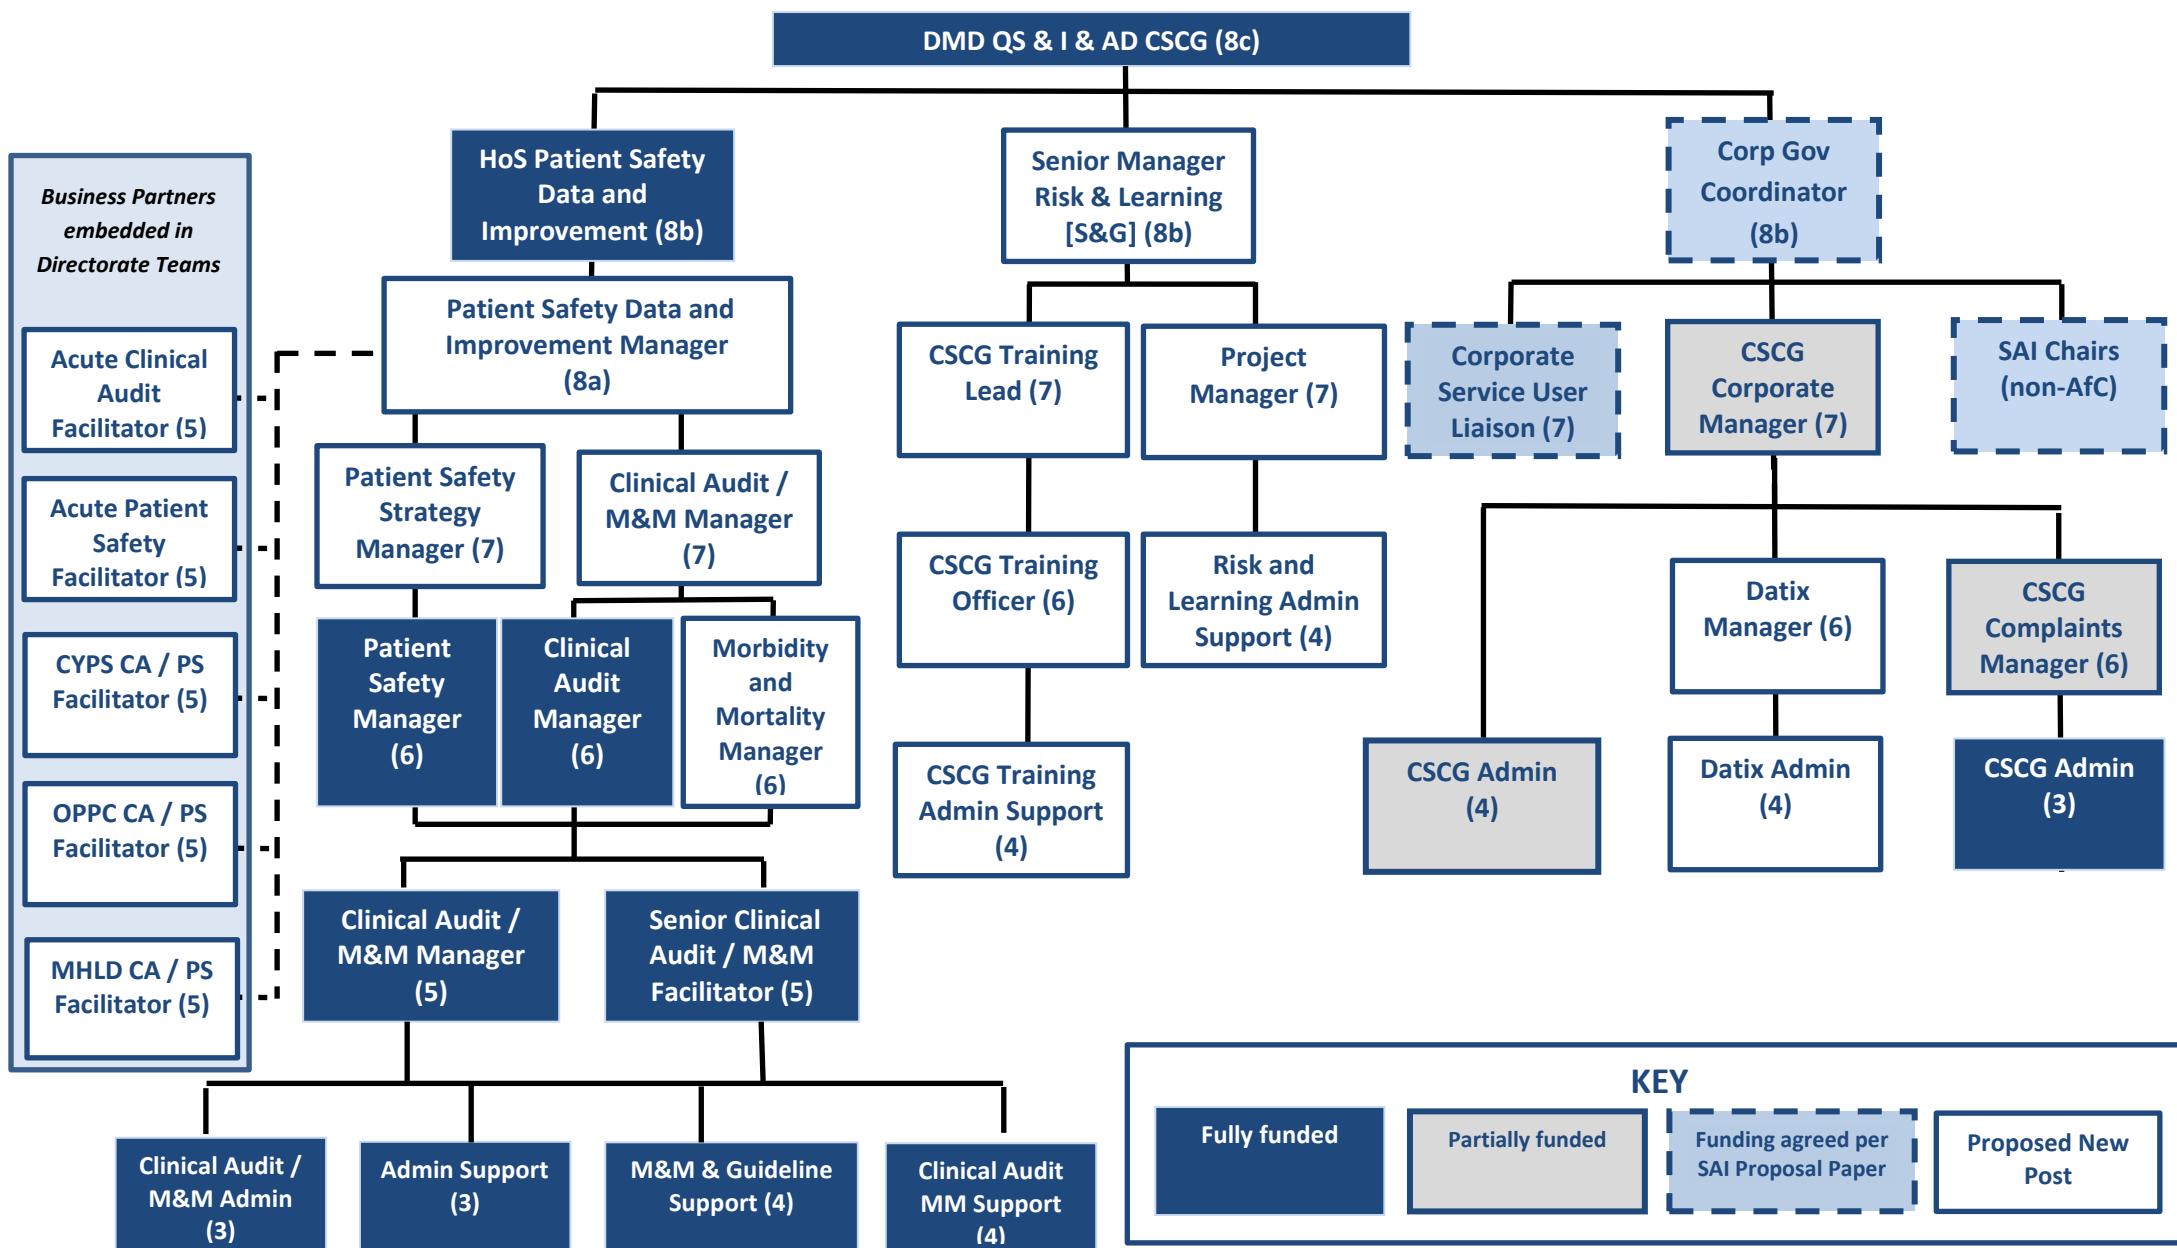 DMD QS & I & AD CSCG (8c)
HoS Patient Safety
Data and
Improvement (8b)
Senior Manager
Risk & Learning
[S&G] (8b)
Corp Gov
Coordinator
(8b)
Business Partners
embedded in
Directorate Teams
Acute Clinical
Audit
Facilitator (5)
Acute Patient
Safety
Facilitator (5)
CYPS CA / PS
Facilitator (5)
OPPC CA / PS
Facilitator (5)
MHLD CA / PS
Facilitator (5)
Patient Safety Data and
Improvement Manager
(8a)
Patient Safety
Strategy
Manager (7)
Clinical Audit /
M&M Manager
(7)
Patient
Safety
Manager
(6)
Clinical
Audit
Manager
(6)
Morbidity
and
Mortality
Manager
(6)
Clinical Audit /
M&M Manager
(5)
Senior Clinical
Audit / M&M
Facilitator (5)
Clinical Audit /
M&M Admin
(3)
Admin Support
(3)
M&M & Guideline
Support (4)
Clinical Audit
MM Support
(4)
CSCG Training
Lead (7)
Project
Manager (7)
CSCG Training
Officer (6)
Risk and
Learning Admin
Support (4)
CSCG Training
Admin Support
(4)
Corporate
Service User
Liaison (7)
CSCG
Corporate
Manager (7)
SAI Chairs
(non-AfC)
Datix
Manager (6)
CSCG
Complaints
Manager (6)
CSCG Admin
(4)
Datix Admin
(4)
CSCG Admin
(3)
KEY
Fully funded
Partially funded
Funding agreed per
SAI Proposal Paper
Proposed New
Post